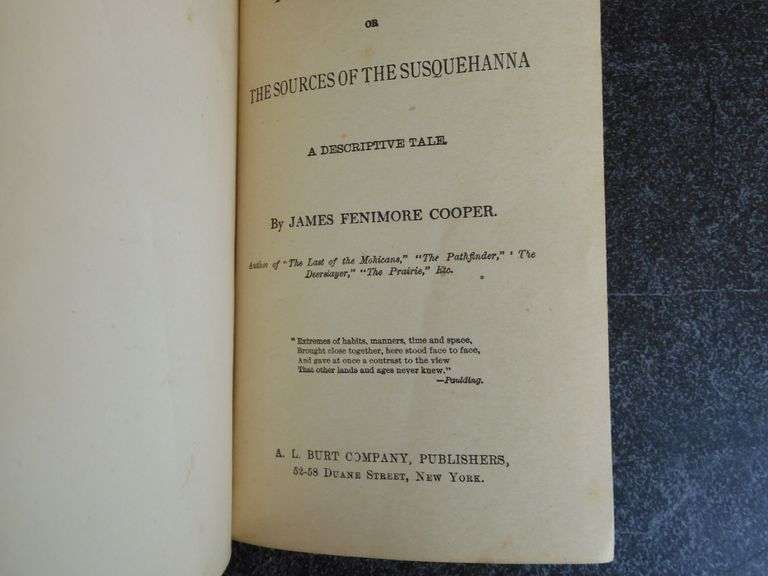 OR
THE SOURCES OF THE SUSQUEHANNA
A DESCRIPTIVE TALE.
By JAMES FENIMORE COOPER.
Author of "The Last of the Mohicans," "The Pathfinder," ' The
Deerslayer," "The Prairie," Etc.
"Extremes of habits, manners, time and space,
Brought close together, here stood face to face,
And gave at once a contrast to the view
That other lands and ages never knew."
—Paulding.
A. L. BURT COMPANY, PUBLISHERS,
52-58 DUANE STREET, NEW YORK.